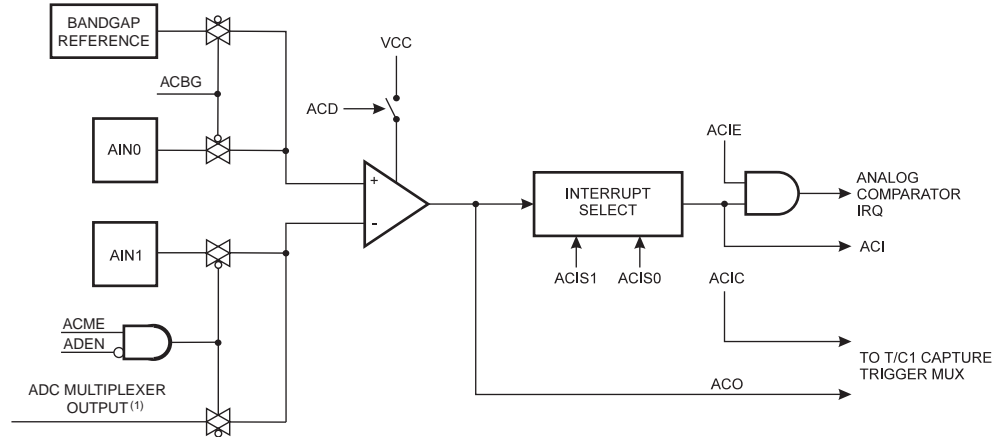 BANDGAP
REFERENCE
VCC
ACBG
ACD
AIN0
ACIE
+
-
INTERRUPT
SELECT
ANALOG
COMPARATOR
IRQ
AIN1
ACI
ACIS1
ACIS0
ACIC
ACME
ADEN
TO T/C1 CAPTURE
TRIGGER MUX
ADC MULTIPLEXER
OUTPUT (1)
ACO